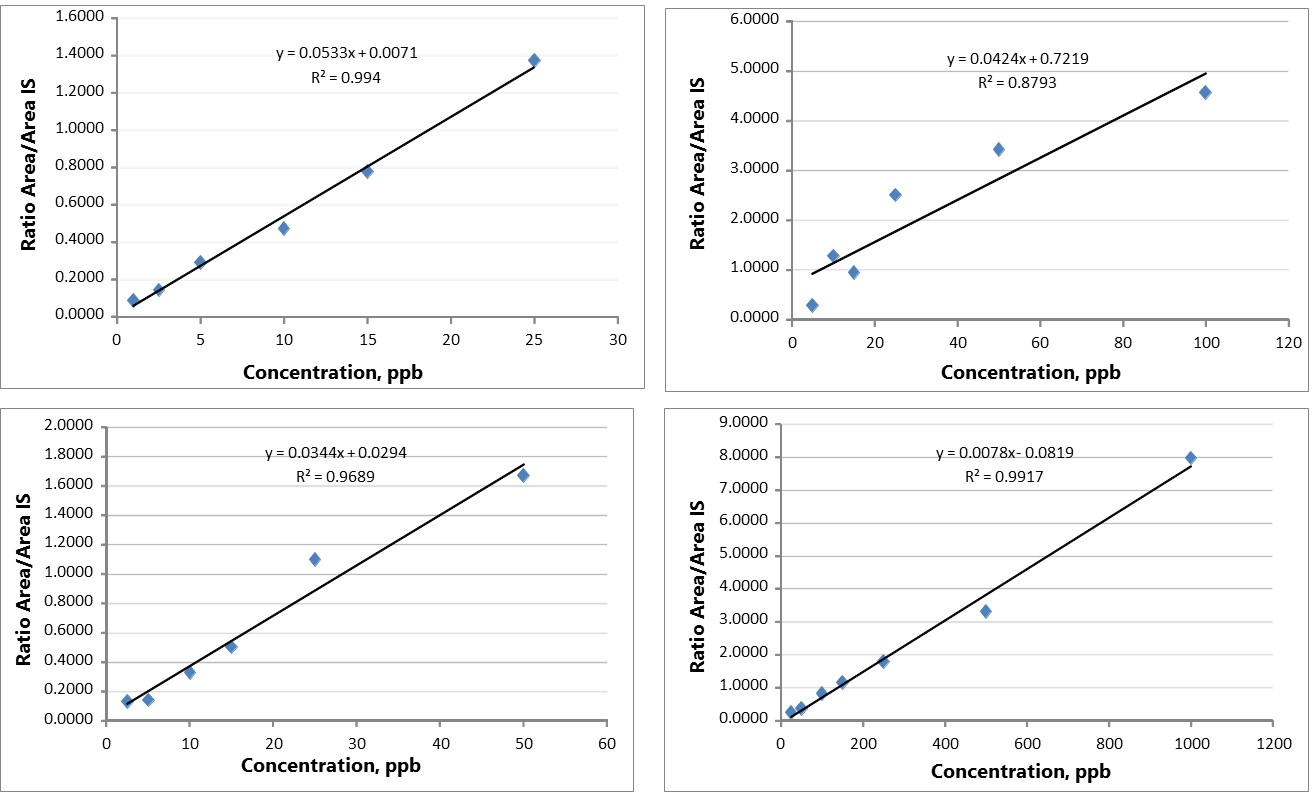 1.6000
1.4000
1.2000
1.0000
0.8000
0.6000
0.4000
0.2000
0.0000
Ratio Area/Area IS
y = 0.0533x + 0.0071
R² = 0.994
0 5 10 15 20 25 30
Concentration, ppb
6.0000
5.0000
4.0000
3.0000
2.0000
1.0000
0.0000
Ratio Area/Area IS
y = 0.0424x + 0.7219
R² = 0.8793
0 20 40 60 80 100 120
Concentration, ppb
2.0000
1.8000
1.6000
1.4000
1.2000
1.0000
0.8000
0.6000
0.4000
0.2000
0.0000
Ratio Area/Area IS
y = 0.0344x + 0.0294
R² = 0.9689
0 10 20 30 40 50 60
Concentration, ppb
9.0000
8.0000
7.0000
6.0000
5.0000
4.0000
3.0000
2.0000
1.0000
0.0000
Ratio Area/Area IS
y = 0.0078x - 0.0819
R² = 0.9917
0 200 400 600 800 1000 1200
Concentration, ppb